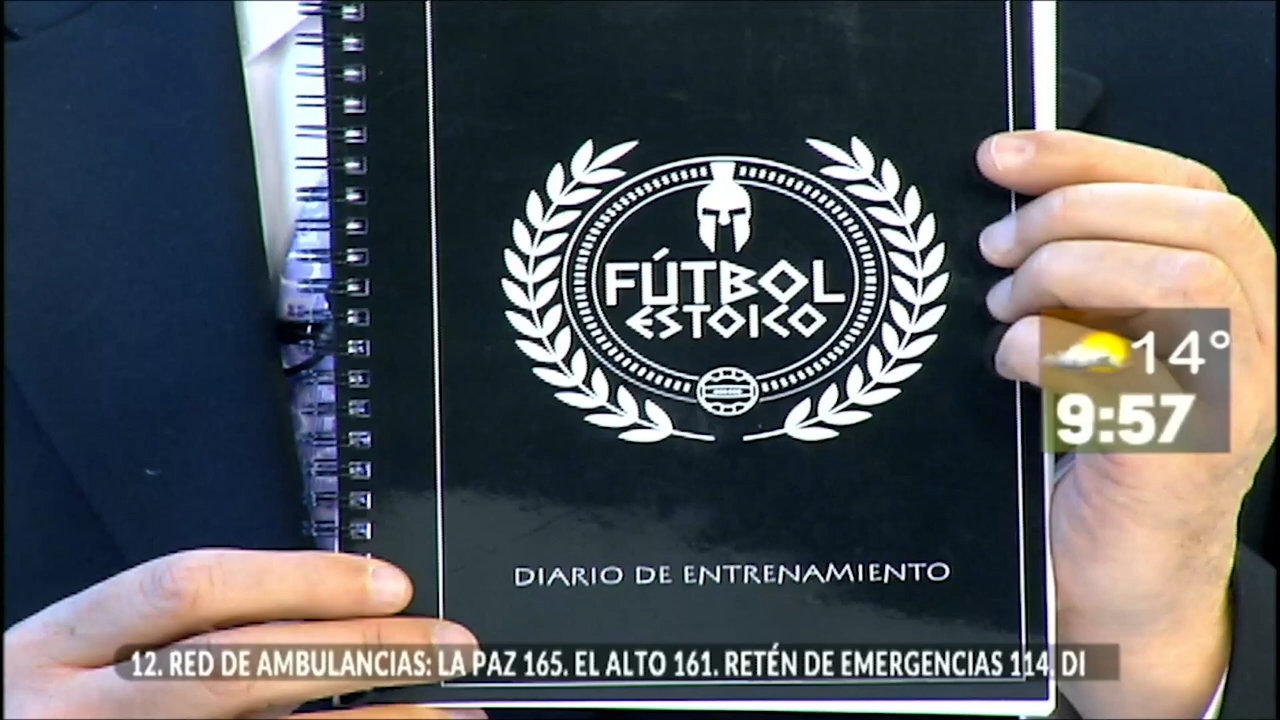 FÚTBOL
ESTOICO
14°
9:57
DIARIO DE ENTRENAMIENTO
12. RED DE AMBULANCIAS: LA PAZ 165. EL ALTO 161. RETÉN DE EMERGENCIAS 114. DI